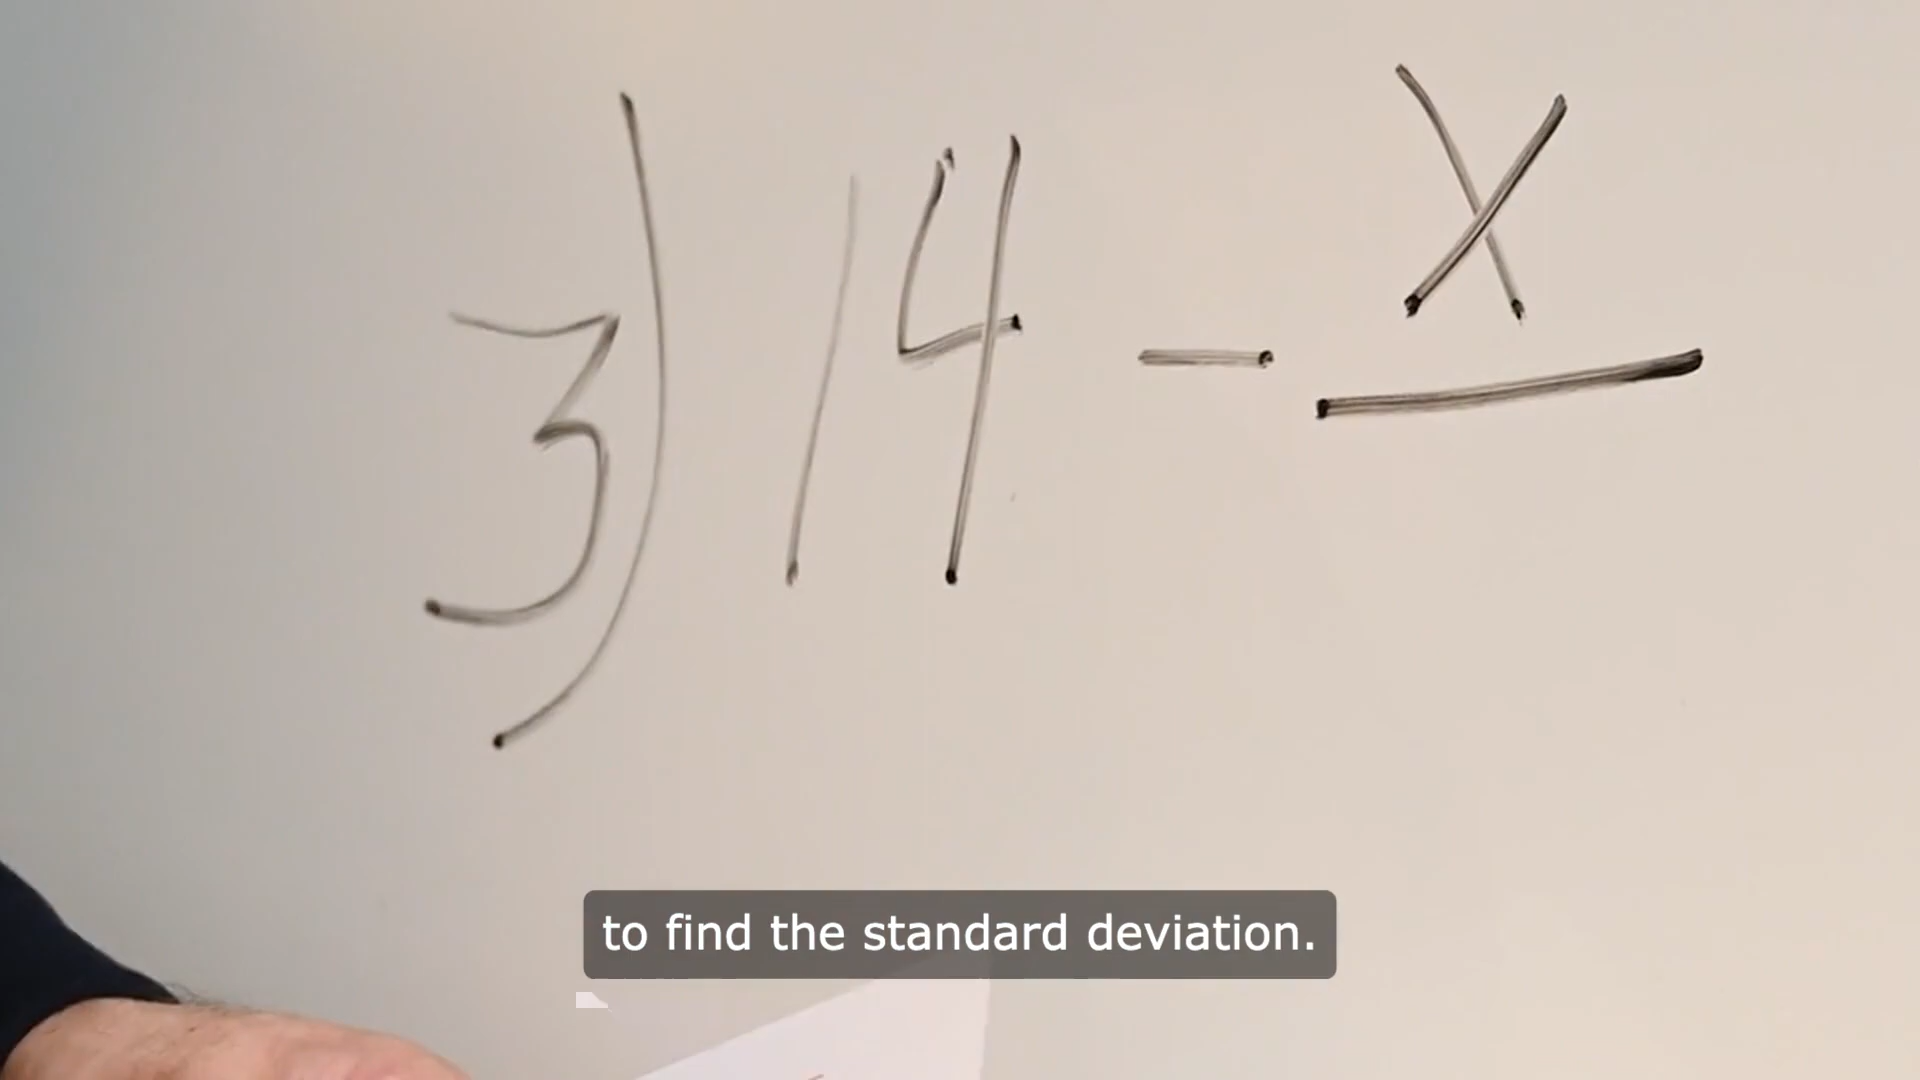 3) 14 - x
to find the standard deviation.